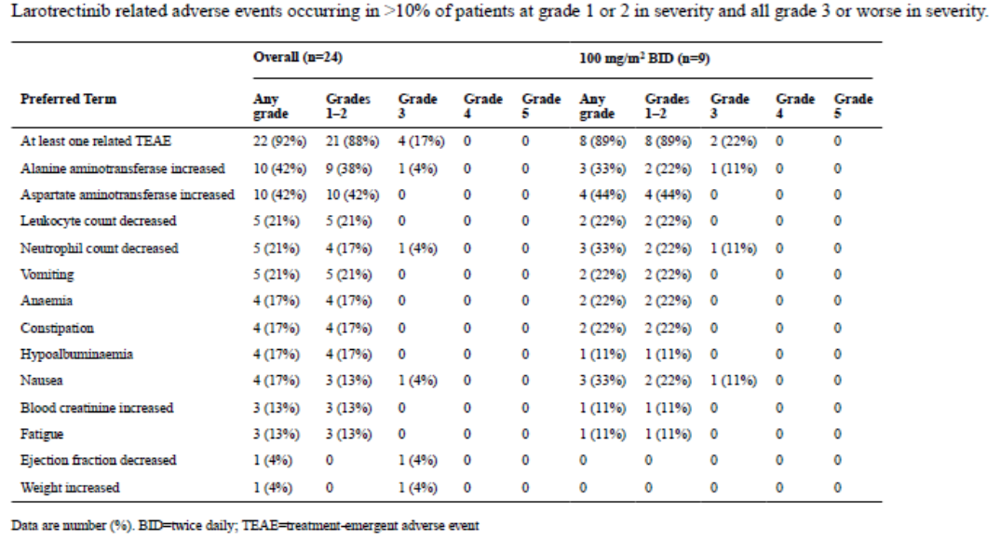 Larotrectinib related adverse events occurring in >10% of patients at grade 1 or 2 in severity and all grade 3 or worse in severity.
Overall (n=24) 100 mg/m² BID (n=9)
Preferred Term Any grade Grades 1–2 Grade 3 Grade 4 Grade 5 Any grade Grades 1–2 Grade 3 Grade 4 Grade 5
At least one related TEAE 22 (92%) 21 (88%) 4 (17%) 0 0 8 (89%) 8 (89%) 2 (22%) 0 0
Alanine aminotransferase increased 10 (42%) 9 (38%) 1 (4%) 0 0 3 (33%) 2 (22%) 1 (11%) 0 0
Aspartate aminotransferase increased 10 (42%) 10 (42%) 0 0 0 4 (44%) 4 (44%) 0 0 0
Leukocyte count decreased 5 (21%) 5 (21%) 0 0 0 2 (22%) 2 (22%) 0 0 0
Neutrophil count decreased 5 (21%) 4 (17%) 1 (4%) 0 0 3 (33%) 2 (22%) 1 (11%) 0 0
Vomiting 5 (21%) 5 (21%) 0 0 0 2 (22%) 2 (22%) 0 0 0
Anaemia 4 (17%) 4 (17%) 0 0 0 2 (22%) 2 (22%) 0 0 0
Constipation 4 (17%) 4 (17%) 0 0 0 2 (22%) 2 (22%) 0 0 0
Hypoalbuminaemia 4 (17%) 4 (17%) 0 0 0 1 (11%) 1 (11%) 0 0 0
Nausea 4 (17%) 3 (13%) 1 (4%) 0 0 3 (33%) 2 (22%) 1 (11%) 0 0
Blood creatinine increased 3 (13%) 3 (13%) 0 0 0 1 (11%) 1 (11%) 0 0 0
Fatigue 3 (13%) 3 (13%) 0 0 0 1 (11%) 1 (11%) 0 0 0
Ejection fraction decreased 1 (4%) 0 1 (4%) 0 0 0 0 0 0 0
Weight increased 1 (4%) 0 1 (4%) 0 0 0 0 0 0 0
Data are number (%). BID=twice daily; TEAE=treatment-emergent adverse event